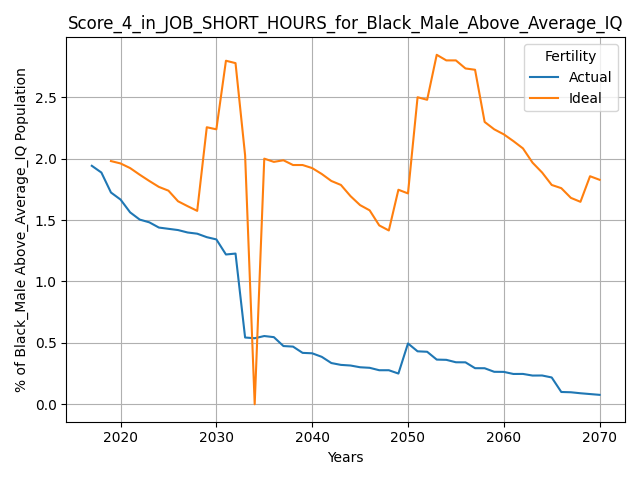 Score_4_in_JOB_SHORT_HOURS_for_Black_Male_Above_Average_IQ
Fertility
Actual
Ideal
% of Black_Male Above_Average_IQ Population
2.5
2.0
1.5
1.0
0.5
0.0
2020 2030 2040 2050 2060 2070
Years